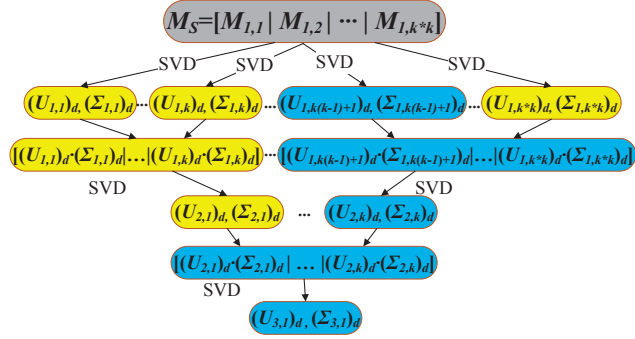 M_S=[M_{1,1} | M_{1,2} | ··· | M_{1,k*k}]
SVD SVD SVD SVD
(U_{1,1})_d, (Σ_{1,1})_d ... (U_{1,k})_d, (Σ_{1,k})_d ... (U_{1,k(k-1)+1})_d, (Σ_{1,k(k-1)+1})_d ... (U_{1,k*k})_d, (Σ_{1,k*k})_d
[(U_{1,1})_d·(Σ_{1,1})_d|…|(U_{1,k})_d·(Σ_{1,k})_d] ... [(U_{1,k(k-1)+1})_d·(Σ_{1,k(k-1)+1})_d|…|(U_{1,k*k})_d·(Σ_{1,k*k})_d]
SVD SVD
(U_{2,1})_d, (Σ_{2,1})_d ... (U_{2,k})_d, (Σ_{2,k})_d
[(U_{2,1})_d·(Σ_{2,1})_d| … |(U_{2,k})_d·(Σ_{2,k})_d]
SVD
(U_{3,1})_d, (Σ_{3,1})_d